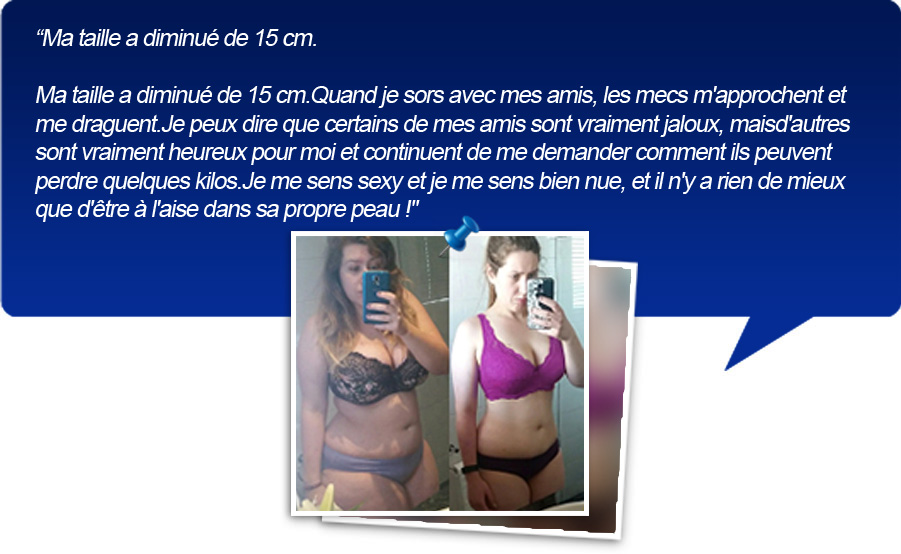 “Ma taille a diminué de 15 cm.
Ma taille a diminué de 15 cm.Quand je sors avec mes amis, les mecs m'approchent et
me draguent.Je peux dire que certains de mes amis sont vraiment jaloux, maisd'autres
sont vraiment heureux pour moi et continuent de me demander comment ils peuvent
perdre quelques kilos.Je me sens sexy et je me sens bien nue, et il n'y a rien de mieux
que d'être à l'aise dans sa propre peau !"